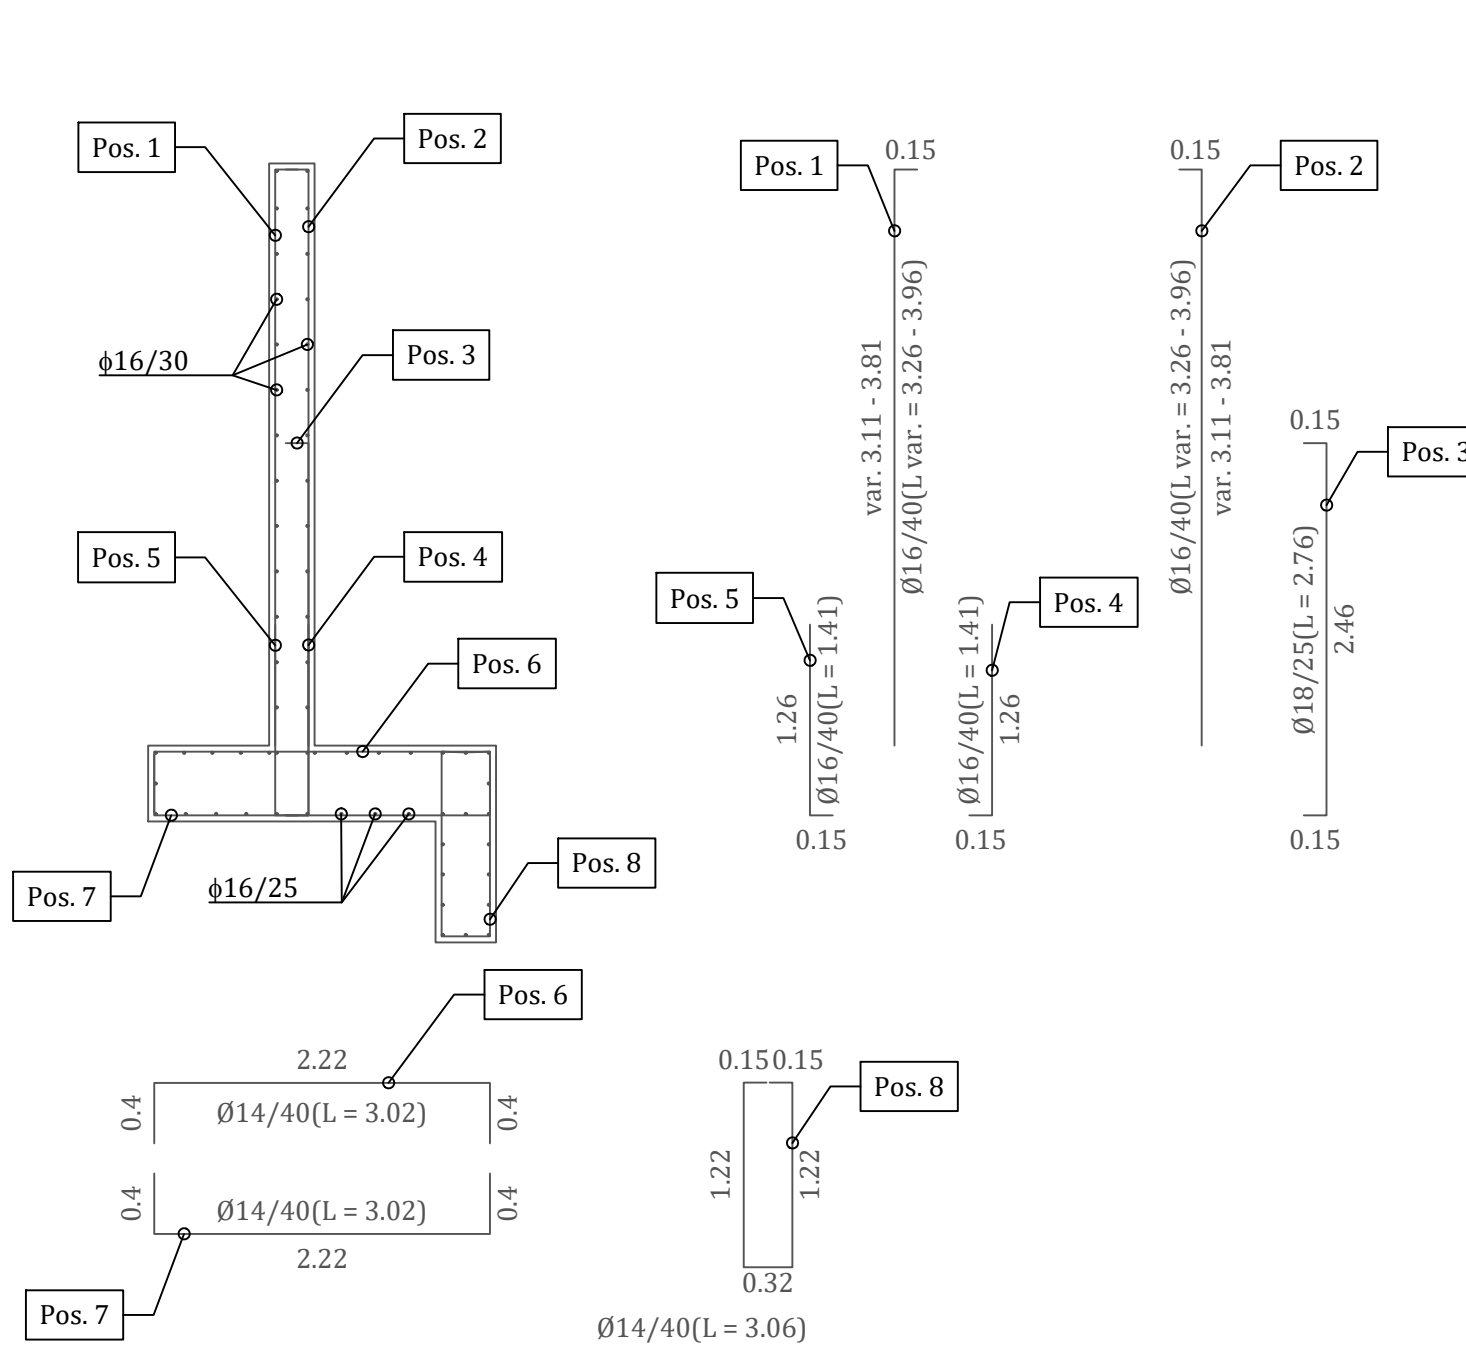 Pos. 1
Pos. 2
0.15
0.15
Pos. 1
Pos. 2
ϕ16/30
Pos. 3
var. 3.11 - 3.81
Ø16/40(L var. = 3.26 - 3.96)
Ø16/40(L var. = 3.26 - 3.96)
var. 3.11 - 3.81
0.15
Pos. 3
Pos. 5
Pos. 4
Pos. 5
1.26
Ø16/40(L = 1.41)
Ø16/40(L = 1.41)
1.26
Pos. 4
Ø18/25(L = 2.76)
2.46
Pos. 6
0.15
0.15
0.15
Pos. 7
ϕ16/25
Pos. 8
Pos. 6
2.22
0.4
Ø14/40(L = 3.02)
0.4
0.4
Ø14/40(L = 3.02)
0.4
2.22
Pos. 7
0.15 0.15
Pos. 8
1.22
1.22
0.32
Ø14/40(L = 3.06)